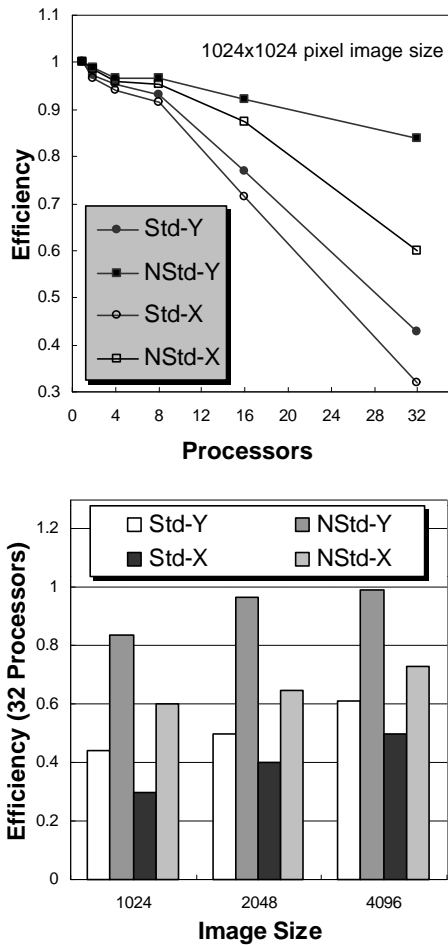 1.1
1024x1024 pixel image size
1
0.9
0.8
0.7
0.6
0.5
0.4
0.3
Efficiency
Std-Y
NStd-Y
Std-X
NStd-X
0 4 8 12 16 20 24 28 32
Processors
Std-Y NStd-Y
Std-X NStd-X
1.2
1
0.8
0.6
0.4
0.2
0
Efficiency (32 Processors)
1024 2048 4096
Image Size